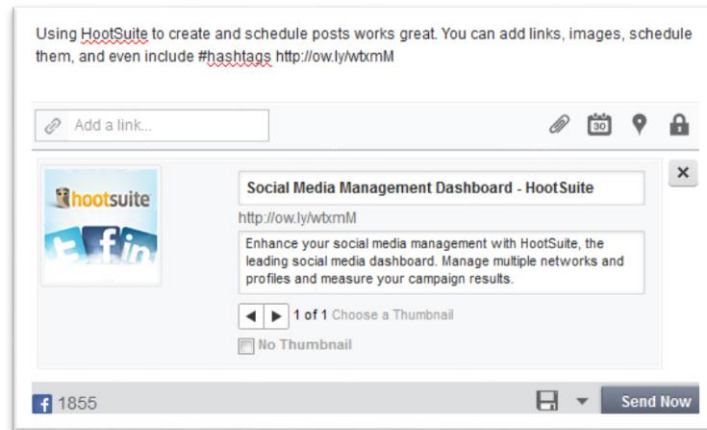 Using HootSuite to create and schedule posts works great. You can add links, images, schedule
them, and even include #hashtags http://ow.ly/wtxmM
Add a link...
30
hootsuite
Social Media Management Dashboard - HootSuite
http://ow.ly/wtxmM
Enhance your social media management with HootSuite, the
leading social media dashboard. Manage multiple networks and
profiles and measure your campaign results.
1 of 1 Choose a Thumbnail
No Thumbnail
1855
Send Now